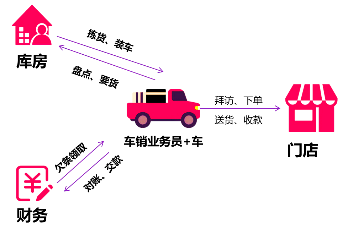 拣货、装车
库房
盘点、要货
拜访、下单
送货、收款
车销业务员+车
门店
欠条领取
对账、交款
财务